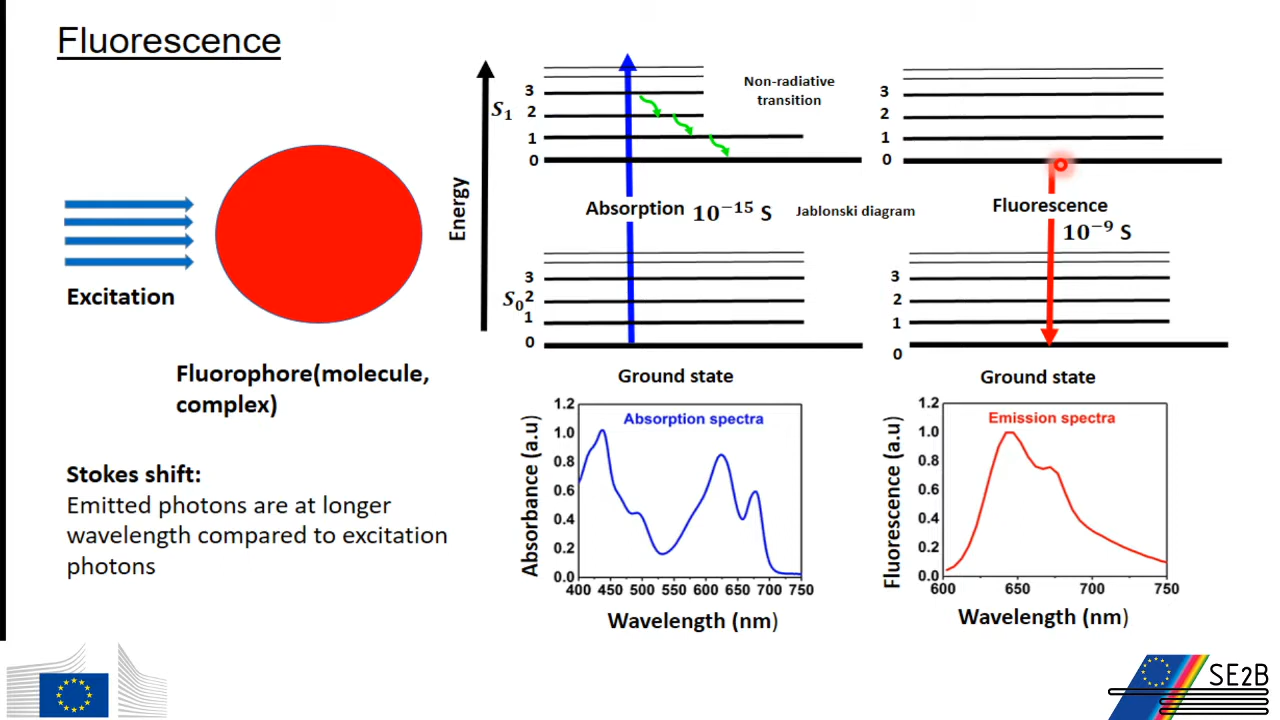 Fluorescence
Excitation
Fluorophore(molecule,
complex)
Stokes shift:
Emitted photons are at longer
wavelength compared to excitation
photons
Energy
S₁
3
2
1
0
Non-radiative
transition
Absorption 10⁻¹⁵ S
Jablonski diagram
S₀
3
2
1
0
Ground state
3
2
1
0
Fluorescence
10⁻⁹ S
3
2
1
0
Ground state
Absorption spectra
Absorbance (a.u)
1.2
1.0
0.8
0.6
0.4
0.2
0.0
400 450 500 550 600 650 700 750
Wavelength (nm)
Emission spectra
Fluorescence (a.u)
1.2
1.0
0.8
0.6
0.4
0.2
0.0
600 650 700 750
Wavelength (nm)
SE2B